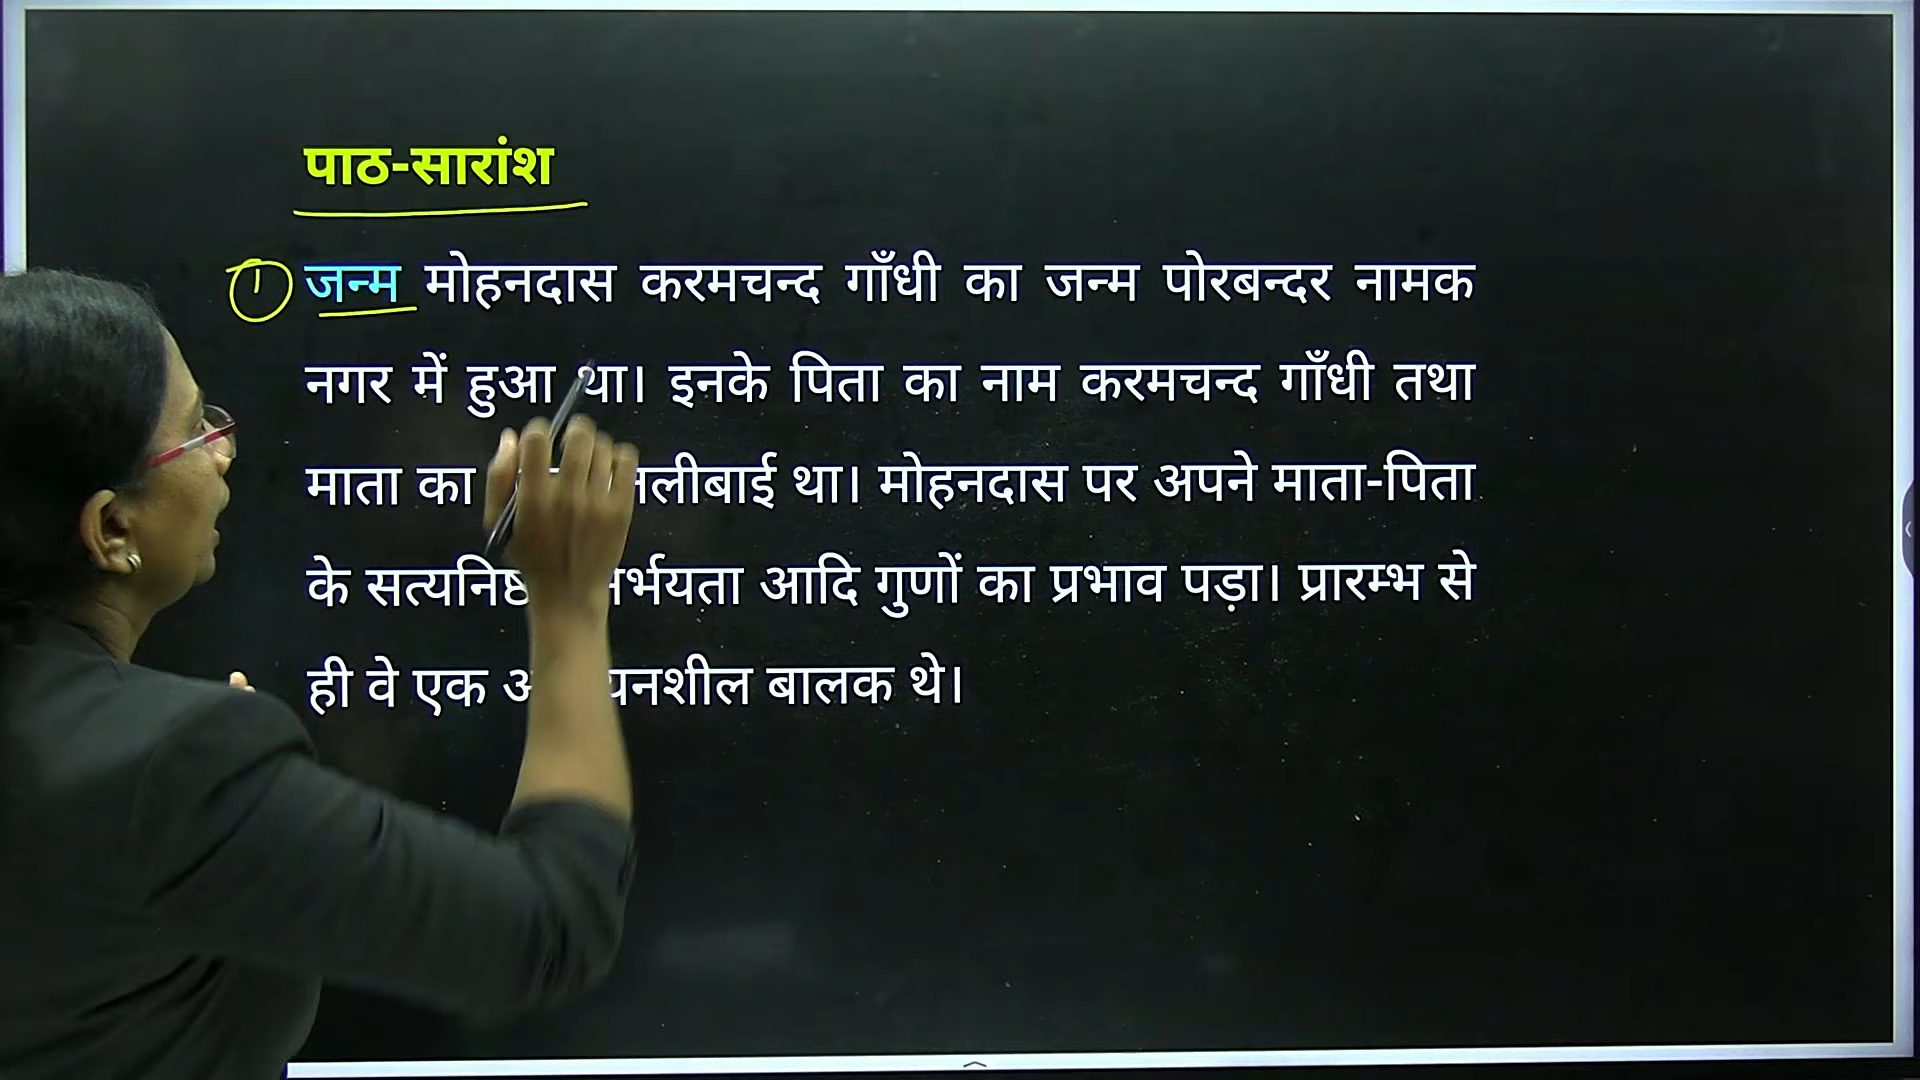 पाठ-सारांश
1 जन्म मोहनदास करमचन्द गाँधी का जन्म पोरबन्दर नामक
नगर में हुआ था। इनके पिता का नाम करमचन्द गाँधी तथा
माता का था। मोहनदास पर अपने माता-पिता
के आदि गुणों का प्रभाव पड़ा। प्रारम्भ से
ही वे एक बालक थे।